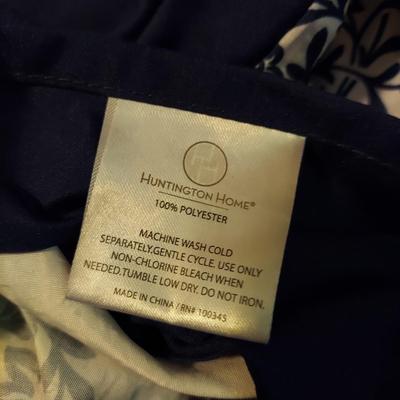 HUNTINGTON HOME®
100% POLYESTER
MACHINE WASH COLD
SEPARATELY.GENTLE CYCLE. USE ONLY
NON-CHLORINE BLEACH WHEN
NEEDED.TUMBLE LOW DRY. DO NOT IRON.
MADE IN CHINA / RN# 100345